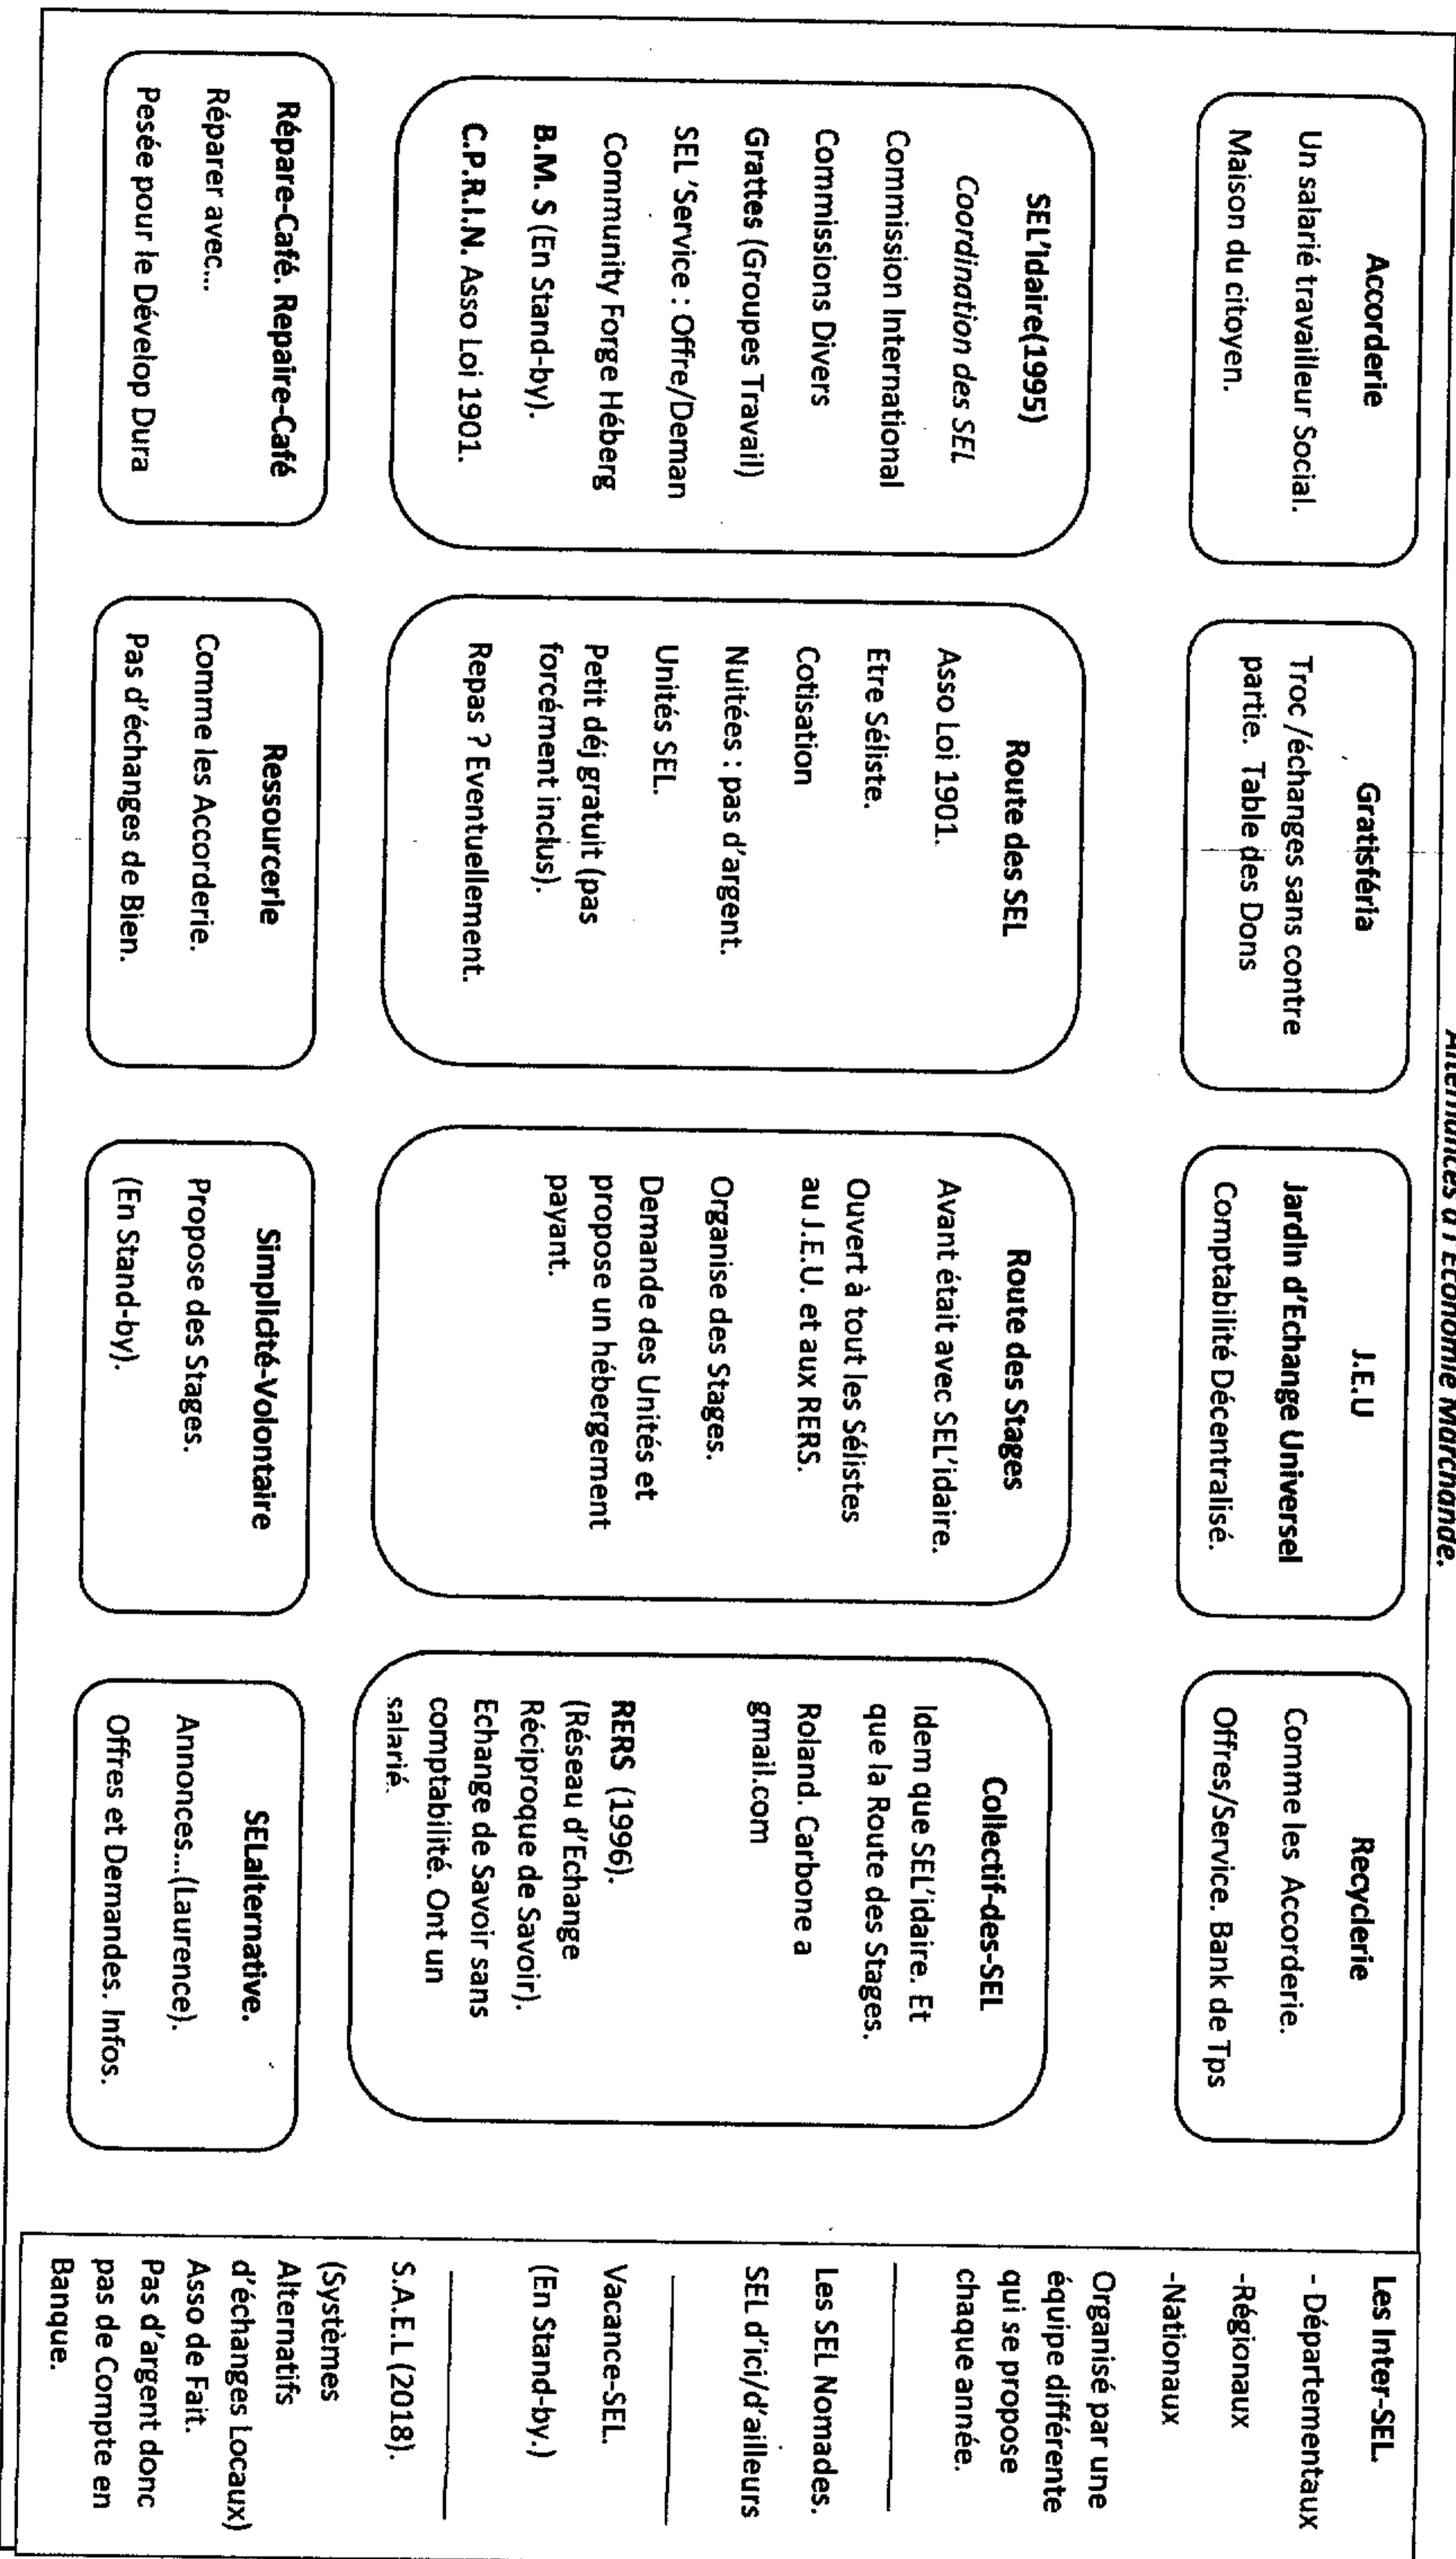 Alternances à l'Economie Marchande.
Accorderie
Un salarié travailleur Social.
Maison du citoyen.
Gratisféria
Troc /échanges sans contre
partie. Table des Dons
J.E.U
Jardin d'Echange Universel
Comptabilité Décentralisé.
Recyclerie
Comme les Accorderie.
Offres/Service. Bank de Tps
SEL'idaire(1995)
Coordination des SEL
Commission International
Commissions Divers
Grattes (Groupes Travail)
SEL 'Service : Offre/Deman
Community Forge Héberg
B.M. S (En Stand-by).
C.P.R.I.N. Asso Loi 1901.
Route des SEL
Asso Loi 1901.
Etre Séliste.
Cotisation
Nuitées : pas d'argent.
Unités SEL.
Petit déj gratuit (pas
forcément inclus).
Repas ? Eventuellement.
Route des Stages
Avant était avec SEL'idaire.
Ouvert à tout les Sélistes
au J.E.U. et aux RERS.
Organise des Stages.
Demande des Unités et
propose un hébergement
payant.
Collectif-des-SEL
Idem que SEL'idaire. Et
que la Route des Stages.
Roland. Carbone a
gmail.com
RERS (1996).
(Réseau d'Echange
Réciproque de Savoir).
Echange de Savoir sans
comptabilité. Ont un
salarié.
Répare-Café. Repaire-Café
Réparer avec...
Pesée pour le Dévelop Dura
Ressourcerie
Comme les Accorderie.
Pas d'échanges de Bien.
Simplicité-Volontaire
Propose des Stages.
(En Stand-by).
SELalternative.
Annonces...(Laurence).
Offres et Demandes. Infos.
Les Inter-SEL.
- Départementaux
-Régionaux
-Nationaux
Organisé par une
équipe différente
qui se propose
chaque année.
Les SEL Nomades.
SEL d'ici/d'ailleurs
Vacance-SEL.
(En Stand-by.)
S.A.E.L (2018).
(Systèmes
Alternatifs
d'échanges Locaux)
Asso de Fait.
Pas d'argent donc
pas de Compte en
Banque.